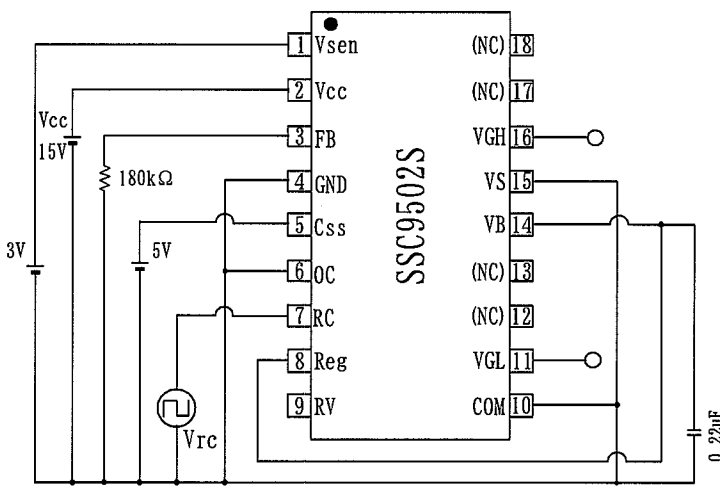 1 Vsen (NC) 18
2 Vcc (NC) 17
Vcc
15V
3 FB VGH 16
180kΩ
4 GND VS 15
5 Css VB 14
3V
5V
6 OC (NC) 13
7 RC (NC) 12
8 Reg VGL 11
9 RV COM 10
Vrc
SSC9502S
0.22μF